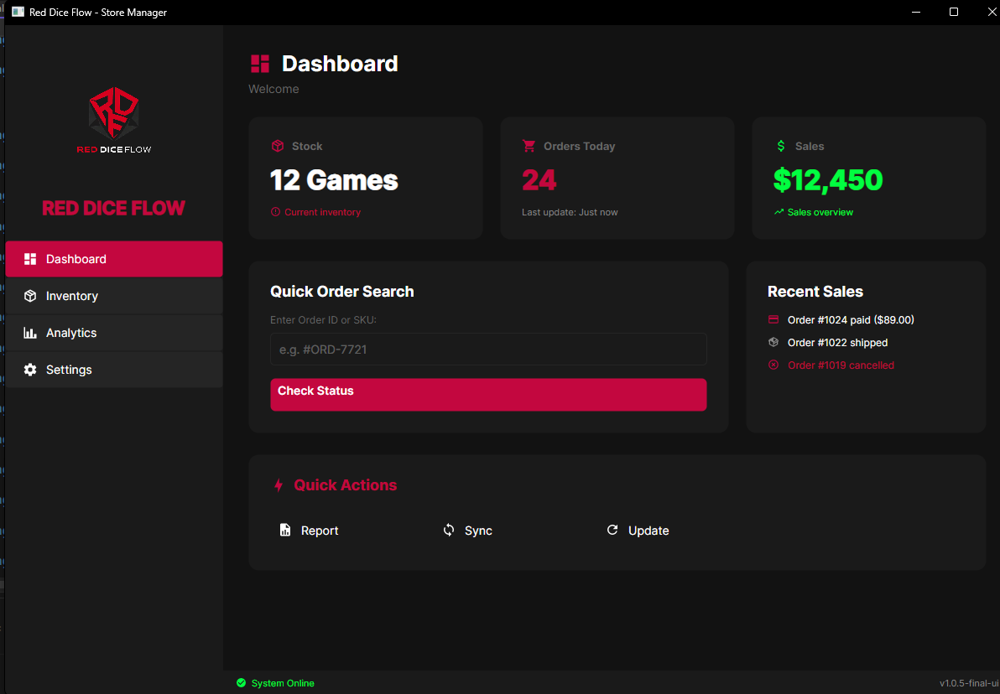 Red Dice Flow - Store Manager
RDF
RED DICE FLOW
RED DICE FLOW
Dashboard
Inventory
Analytics
Settings
Dashboard
Welcome
Stock
12 Games
Current inventory
Orders Today
24
Last update: Just now
$ Sales
$12,450
Sales overview
Quick Order Search
Enter Order ID or SKU:
e.g. #ORD-7721
Check Status
Recent Sales
Order #1024 paid ($89.00)
Order #1022 shipped
Order #1019 cancelled
Quick Actions
Report
Sync
Update
System Online
v1.0.5-final-ui